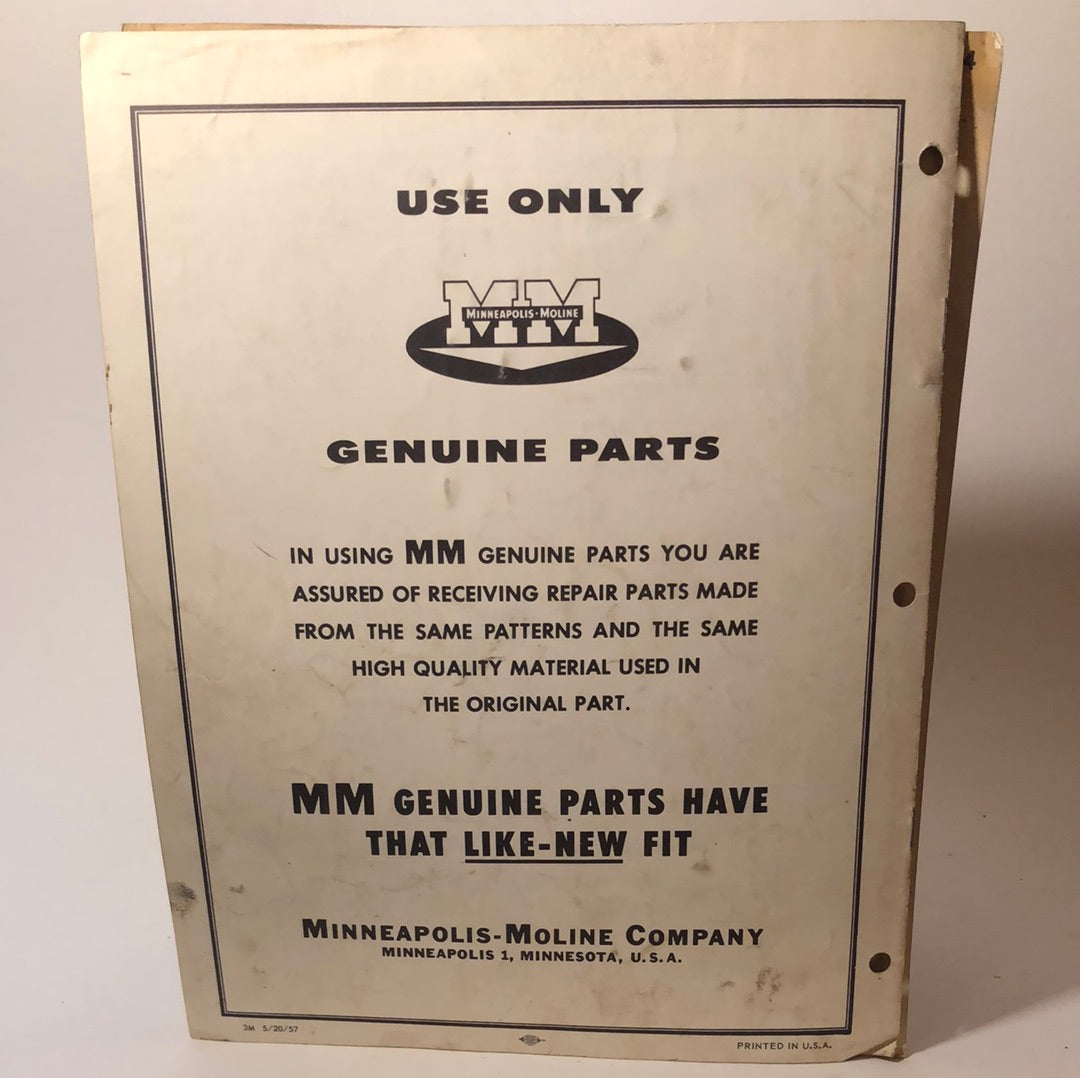 USE ONLY
MM
MINNEAPOLIS-MOLINE
GENUINE PARTS
IN USING MM GENUINE PARTS YOU ARE
ASSURED OF RECEIVING REPAIR PARTS MADE
FROM THE SAME PATTERNS AND THE SAME
HIGH QUALITY MATERIAL USED IN
THE ORIGINAL PART.
MM GENUINE PARTS HAVE
THAT LIKE-NEW FIT
MINNEAPOLIS-MOLINE COMPANY
MINNEAPOLIS 1, MINNESOTA, U.S.A.
3M 5/20/57
PRINTED IN U.S.A.